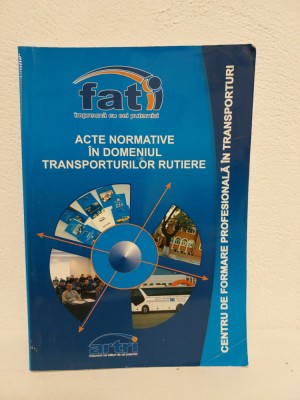 fati
împreună cu cei puternici
ACTE NORMATIVE
ÎN DOMENIUL
TRANSPORTURILOR RUTIERE
CENTRU DE FORMARE PROFESIONALĂ ÎN TRANSPORTURI
artri